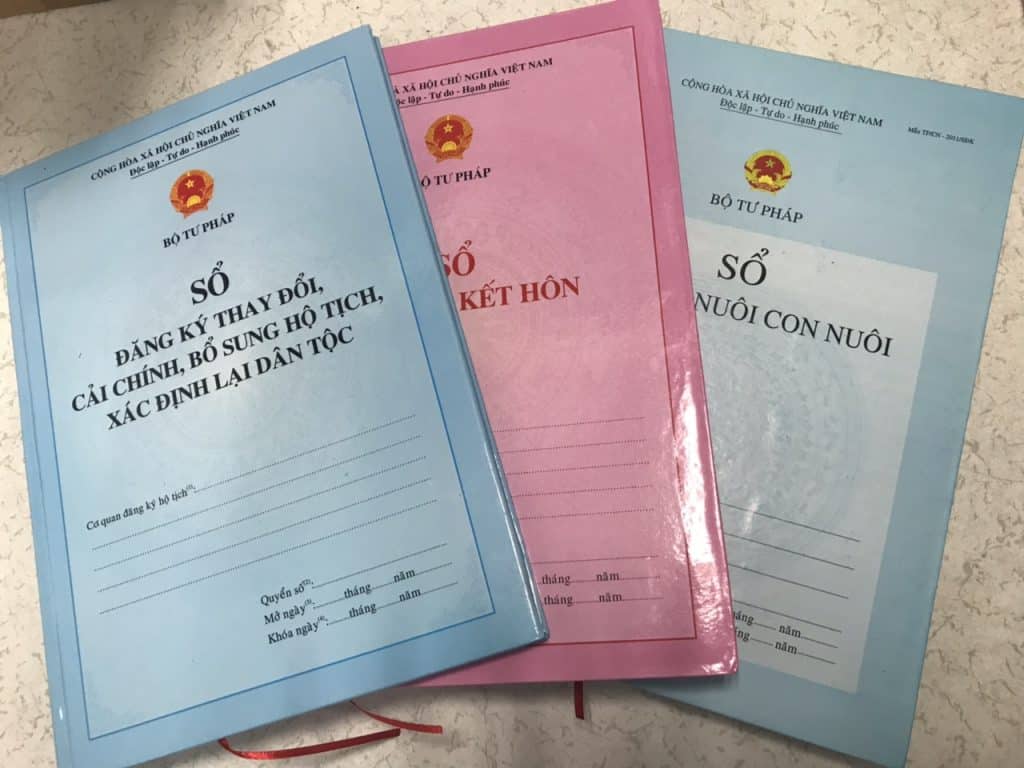 CỘNG HÒA XÃ HỘI CHỦ NGHĨA VIỆT NAM
Độc lập - Tự do - Hạnh phúc
BỘ TƯ PHÁP
SỔ
ĐĂNG KÝ THAY ĐỔI,
CẢI CHÍNH, BỔ SUNG HỘ TỊCH,
XÁC ĐỊNH LẠI DÂN TỘC
Cơ quan đăng ký hộ tịch(1):
Quyển số(2):
Mở ngày(3):......tháng......năm
Khóa ngày(4):......tháng......năm
XÃ HỘI CHỦ NGHĨA VIỆT NAM
Độc lập - Tự do - Hạnh phúc
TƯ PHÁP
SỔ
KẾT HÔN
tháng......năm
tháng......năm
CỘNG HÒA XÃ HỘI CHỦ NGHĨA VIỆT NAM
Độc lập - Tự do - Hạnh phúc
BỘ TƯ PHÁP
SỔ
NUÔI CON NUÔI
năm
năm